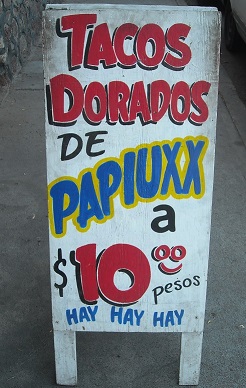 TACOS
DORADOS
DE
PAPIUXX
a
$10.00 pesos
HAY HAY HAY